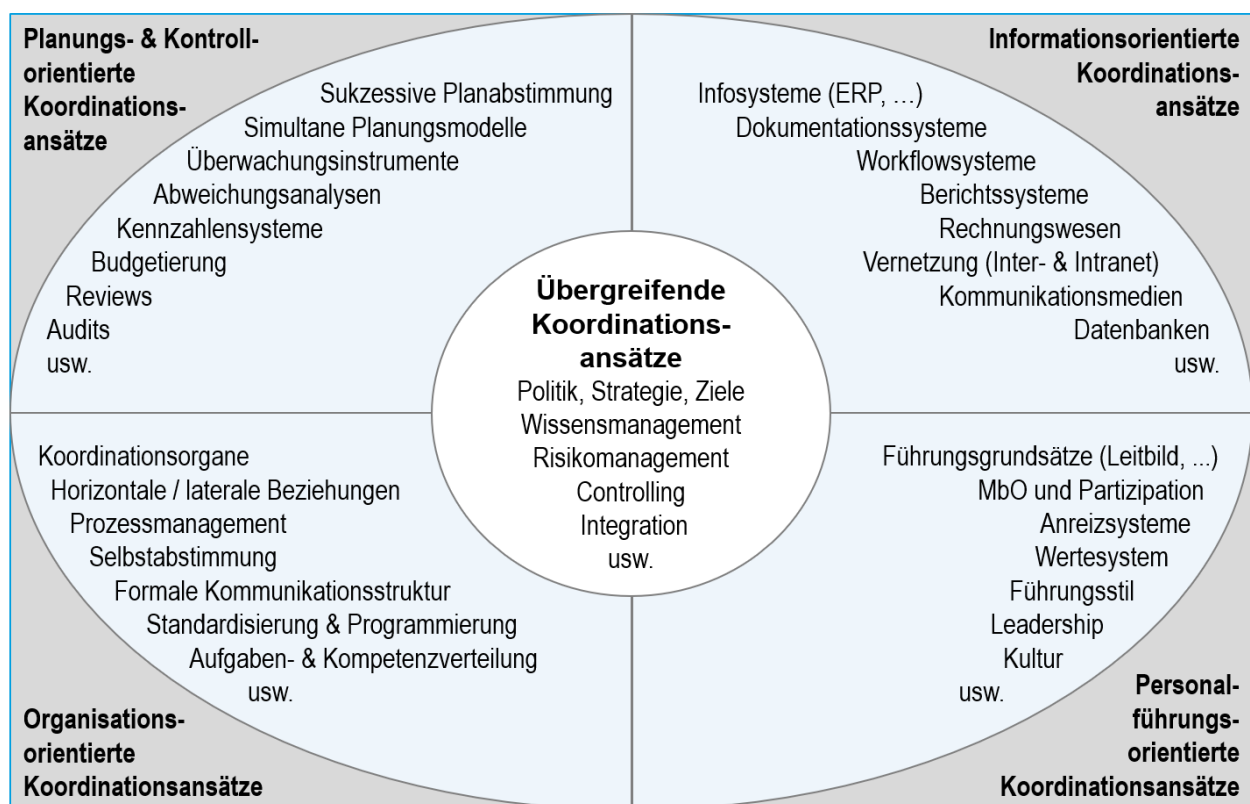 Planungs- & Kontroll-
orientierte
Koordinations-
ansätze
Sukzessive Planabstimmung
Simultane Planungsmodelle
Überwachungsinstrumente
Abweichungsanalysen
Kennzahlensysteme
Budgetierung
Reviews
Audits
usw.
Informationsorientierte
Koordinations-
ansätze
Infosysteme (ERP, …)
Dokumentationssysteme
Workflowsysteme
Berichtssysteme
Rechnungswesen
Vernetzung (Inter- & Intranet)
Kommunikationsmedien
Datenbanken
usw.
Übergreifende
Koordinations-
ansätze
Politik, Strategie, Ziele
Wissensmanagement
Risikomanagement
Controlling
Integration
usw.
Koordinationsorgane
Horizontale / laterale Beziehungen
Prozessmanagement
Selbstabstimmung
Formale Kommunikationsstruktur
Standardisierung & Programmierung
Aufgaben- & Kompetenzverteilung
usw.
Organisations-
orientierte
Koordinationsansätze
Führungsgrundsätze (Leitbild, ...)
MbO und Partizipation
Anreizsysteme
Wertesystem
Führungsstil
Leadership
Kultur
usw.
Personal-
führungs-
orientierte
Koordinationsansätze